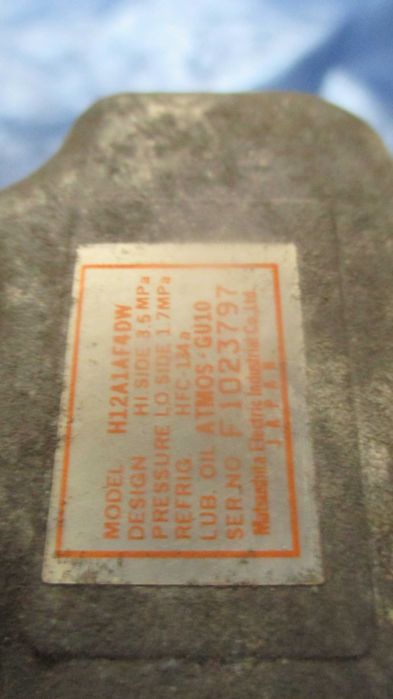 MODEL H12A1AF4DW
DESIGN HI SIDE 3.5MPa
PRESSURE LO SIDE 1.7MPa
REFRIG HFC-134a
LUB. OIL ATMOS-GU10
SER.NO F1023797
Matsushita Electric Industrial Co.,Ltd.
JAPAN